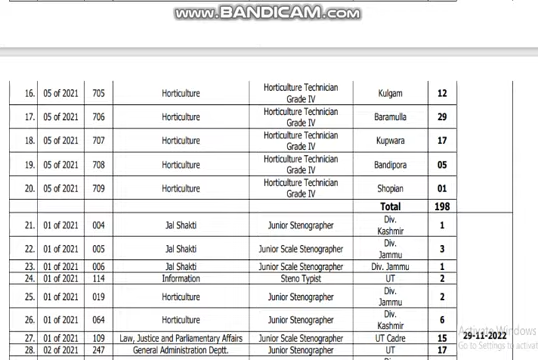 www.BANDICAM.com
16. 05 of 2021 705 Horticulture Horticulture Technician Grade IV Kulgam 12
17. 05 of 2021 706 Horticulture Horticulture Technician Grade IV Baramulla 29
18. 05 of 2021 707 Horticulture Horticulture Technician Grade IV Kupwara 17
19. 05 of 2021 708 Horticulture Horticulture Technician Grade IV Bandipora 05
20. 05 of 2021 709 Horticulture Horticulture Technician Grade IV Shopian 01
Total 198
21. 01 of 2021 004 Jal Shakti Junior Stenographer Div. Kashmir 1
22. 01 of 2021 005 Jal Shakti Junior Scale Stenographer Div. Jammu 3
23. 01 of 2021 006 Jal Shakti Junior Scale Stenographer Div. Jammu 1
24. 01 of 2021 114 Information Steno Typist UT 2
25. 01 of 2021 019 Horticulture Junior Stenographer Div. Jammu 2
26. 01 of 2021 064 Horticulture Junior Stenographer Div. Kashmir 6
Activate Windows
27. 01 of 2021 109 Law, Justice and Parliamentary Affairs Junior Scale Stenographer UT Cadre 15 29-11-2022
Go to Settings to activat
28. 02 of 2021 247 General Administration Deptt. Junior Stenographer UT 17